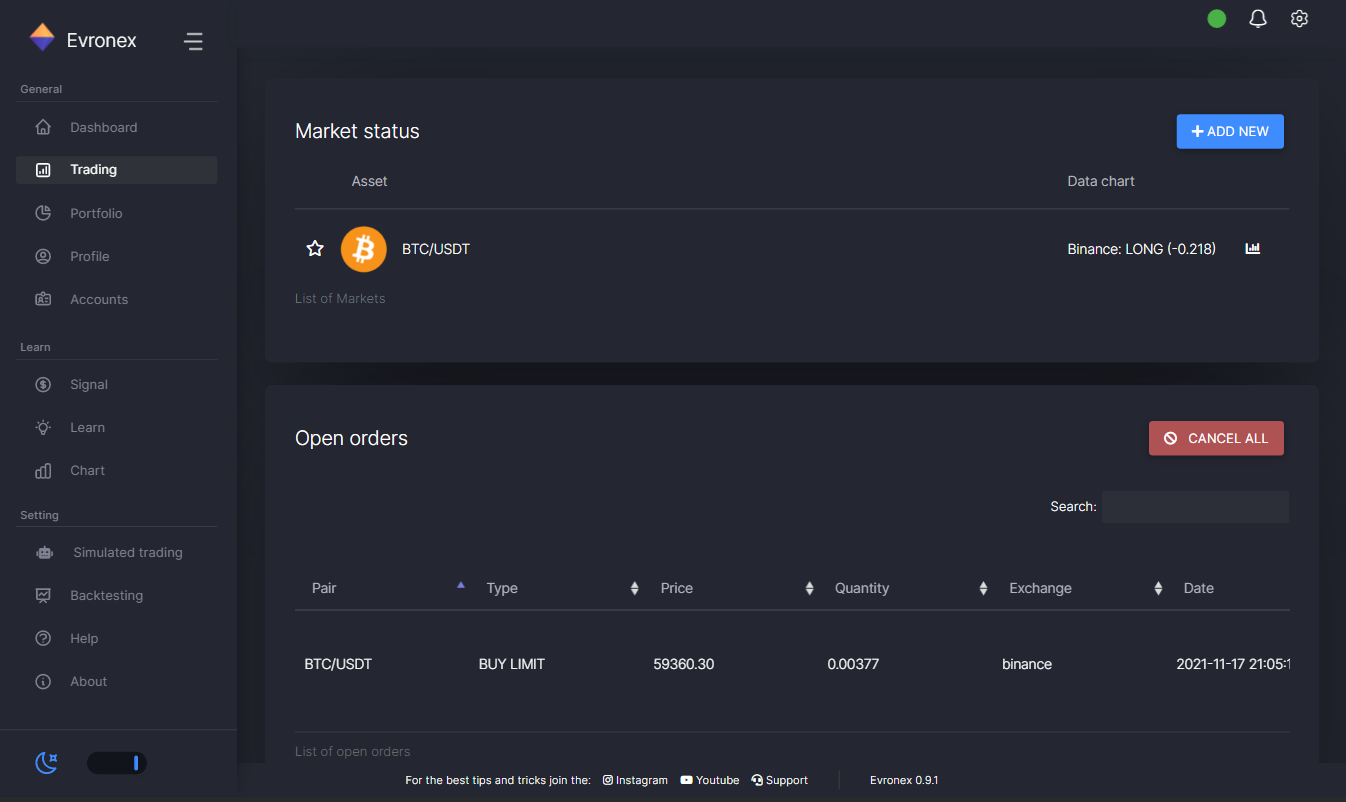 Evronex
General
Dashboard
Trading
Portfolio
Profile
Accounts
Learn
Signal
Learn
Chart
Setting
Simulated trading
Backtesting
Help
About
Market status
ADD NEW
Asset Data chart
BTC/USDT Binance: LONG (-0.218)
List of Markets
Open orders
CANCEL ALL
Search:
Pair Type Price Quantity Exchange Date
BTC/USDT BUY LIMIT 59360.30 0.00377 binance 2021-11-17 21:05:1
List of open orders
For the best tips and tricks join the: Instagram Youtube Support Evronex 0.9.1